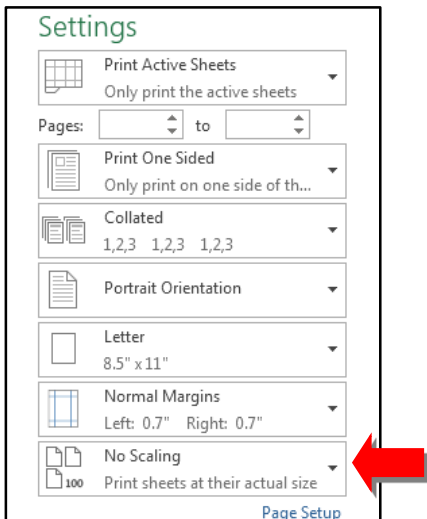 Settings
Print Active Sheets
Only print the active sheets
Pages:
to
Print One Sided
Only print on one side of th...
Collated
1,2,3 1,2,3 1,2,3
Portrait Orientation
Letter
8.5" x 11"
Normal Margins
Left: 0.7" Right: 0.7"
No Scaling
100
Print sheets at their actual size
Page Setup